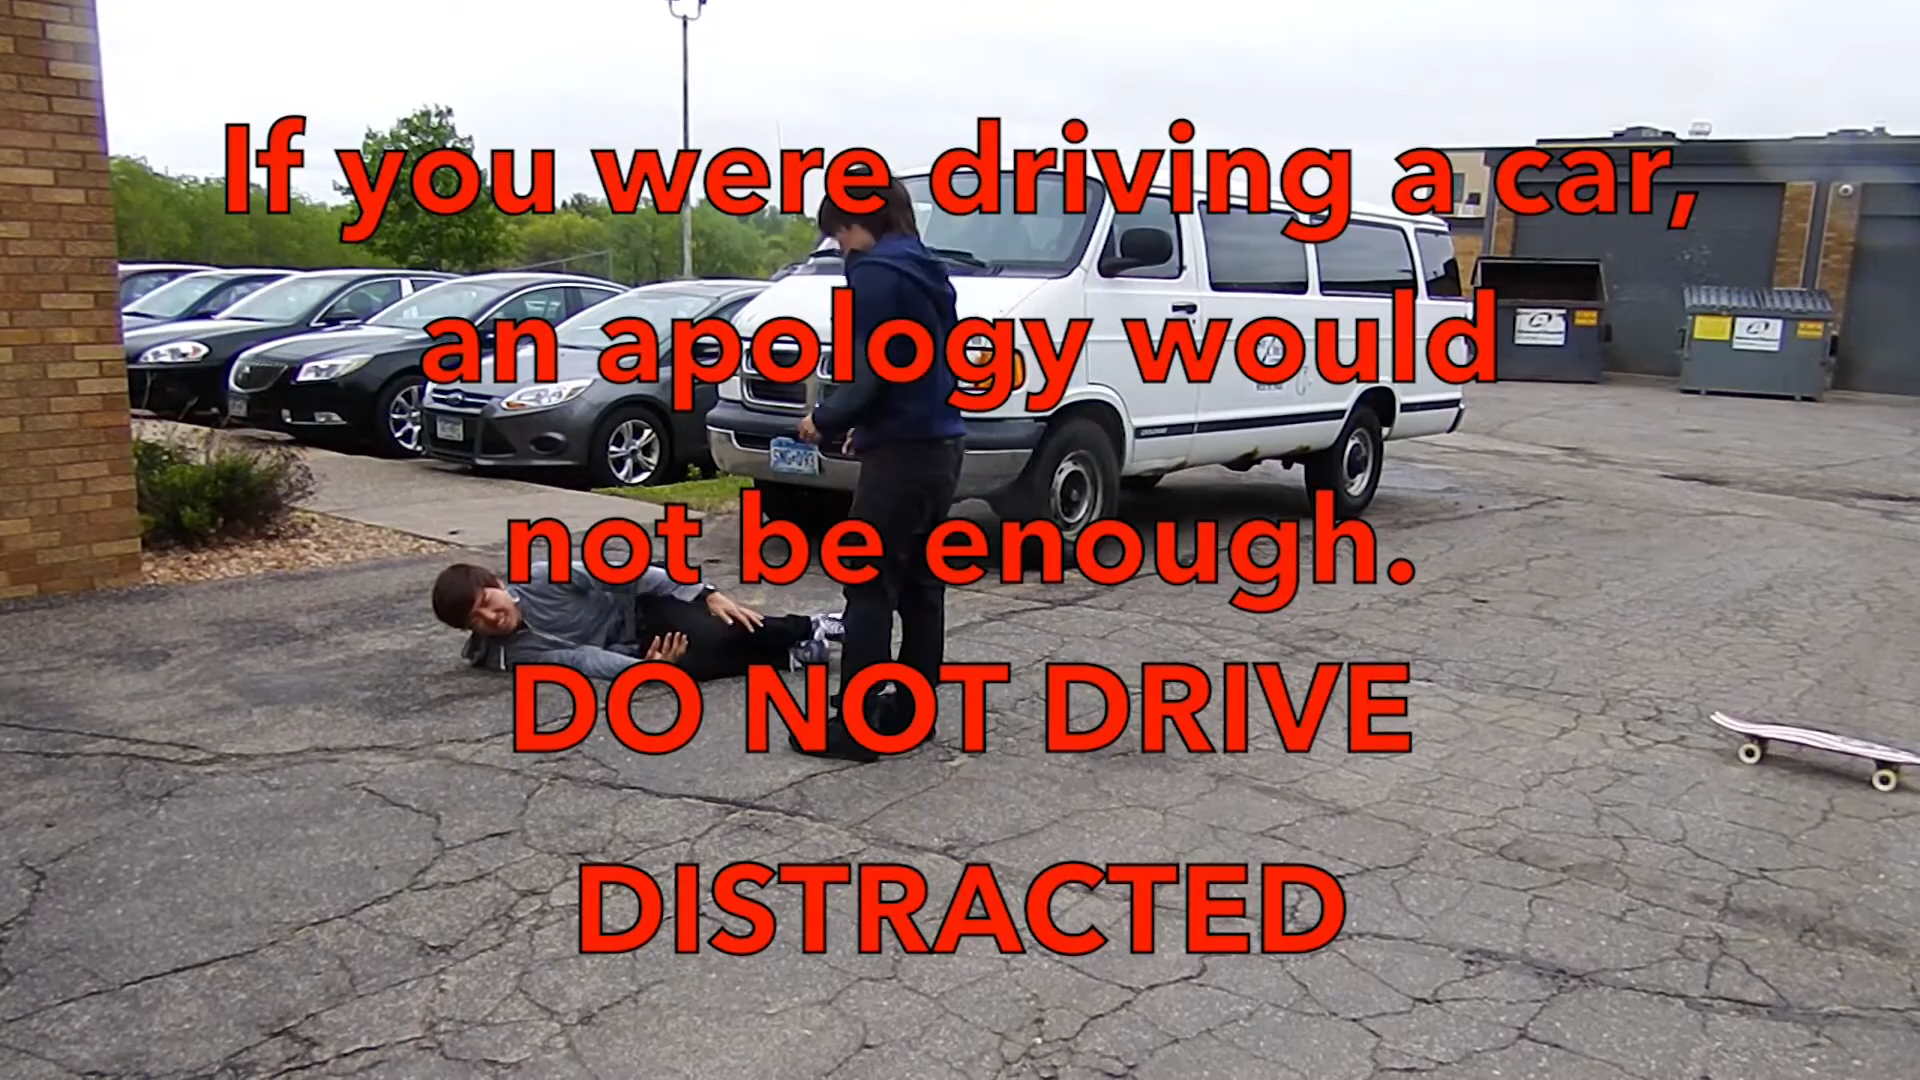 If you were driving a car,
an apology would
not be enough.
DO NOT DRIVE
DISTRACTED